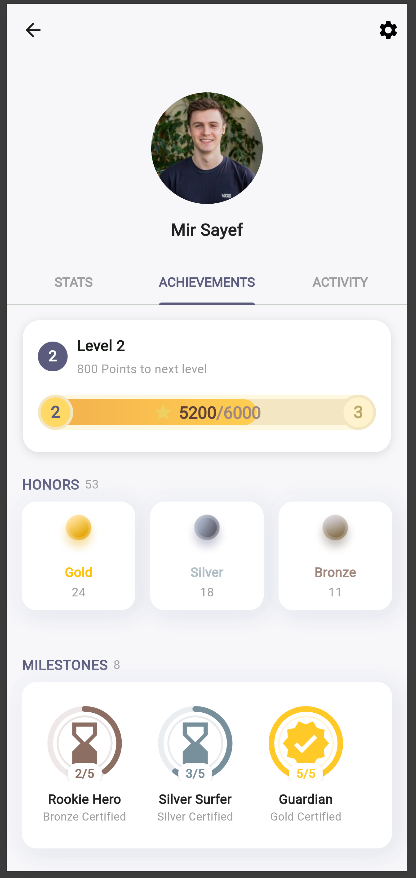 Mir Sayef
STATS ACHIEVEMENTS ACTIVITY
2 Level 2
800 Points to next level
2 5200/6000 3
HONORS 53
Gold Silver Bronze
24 18 11
MILESTONES 8
2/5 3/5 5/5
Rookie Hero Silver Surfer Guardian
Bronze Certified Silver Certified Gold Certified